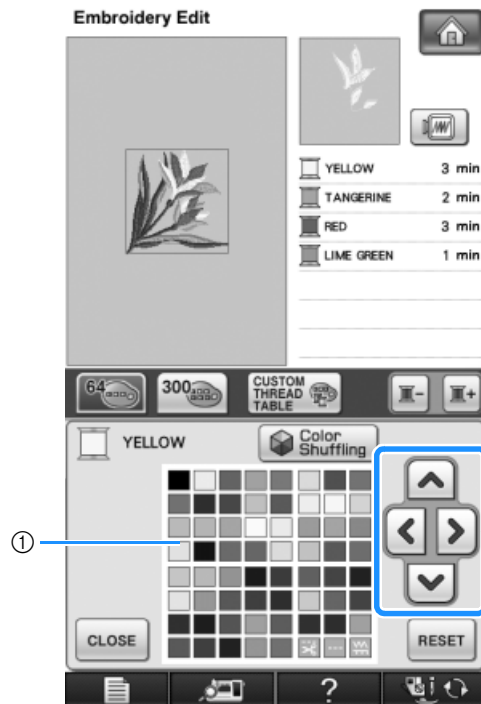 Embroidery Edit
YELLOW 3 min
TANGERINE 2 min
RED 3 min
LIME GREEN 1 min
64
300
CUSTOM
THREAD
TABLE
YELLOW
Color
Shuffling
①
CLOSE
RESET
?